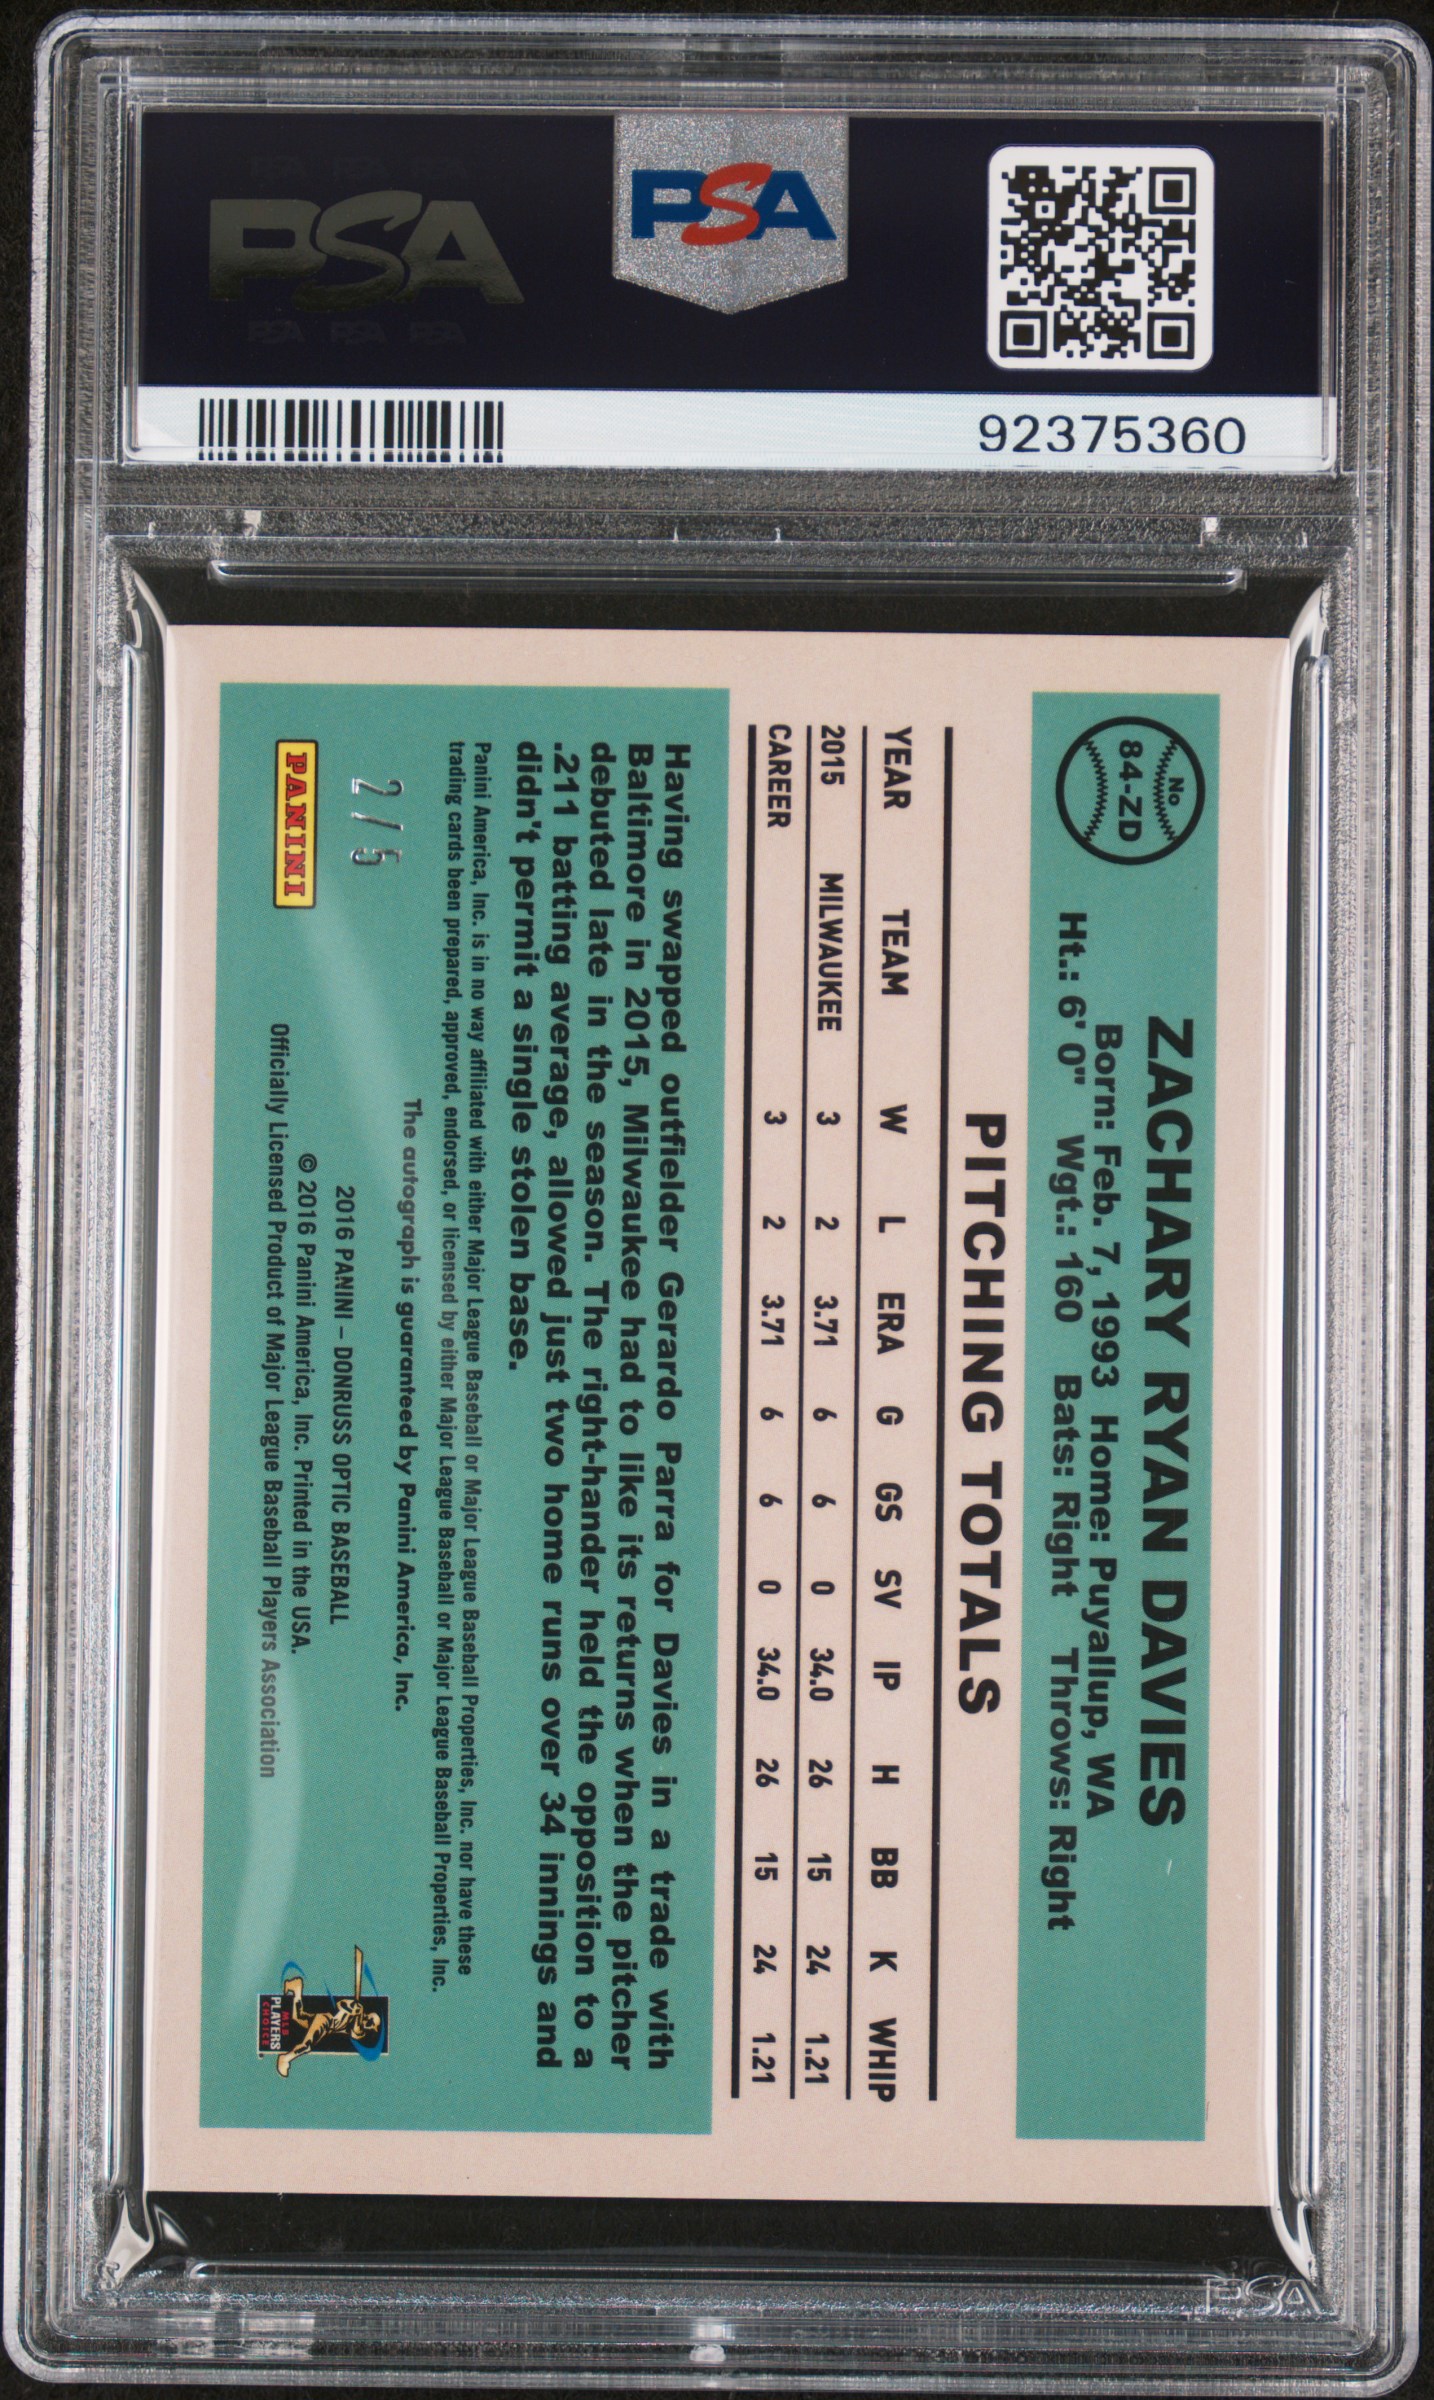 PSA
PSA PSA PSA
PSA
PSA PSA PSA
92375360
No
84-ZD
ZACHARY RYAN DAVIES
Born: Feb. 7, 1993 Home: Puyallup, WA
Ht.: 6' 0" Wgt.: 160 Bats: Right Throws: Right
PITCHING TOTALS
YEAR TEAM W L ERA G GS SV IP H BB K WHIP
2015 MILWAUKEE 3 2 3.71 6 6 0 34.0 26 15 24 1.21
CAREER 3 2 3.71 6 6 0 34.0 26 15 24 1.21
Having swapped outfielder Gerardo Parra for Davies in a trade with
Baltimore in 2015, Milwaukee had to like its returns when the pitcher
debuted late in the season. The right-hander held the opposition to a
.211 batting average, allowed just two home runs over 34 innings and
didn't permit a single stolen base.
Panini America, Inc. is in no way affiliated with either Major League Baseball or Major League Baseball Properties, Inc. nor have these
trading cards been prepared, approved, endorsed, or licensed by either Major League Baseball or Major League Baseball Properties, Inc.
The autograph is guaranteed by Panini America, Inc.
2/5
2016 PANINI – DONRUSS OPTIC BASEBALL
© 2016 Panini America, Inc. Printed in the USA.
Officially Licensed Product of Major League Baseball Players Association
PANINI
MLB
PLAYERS
CHOICE
PSA